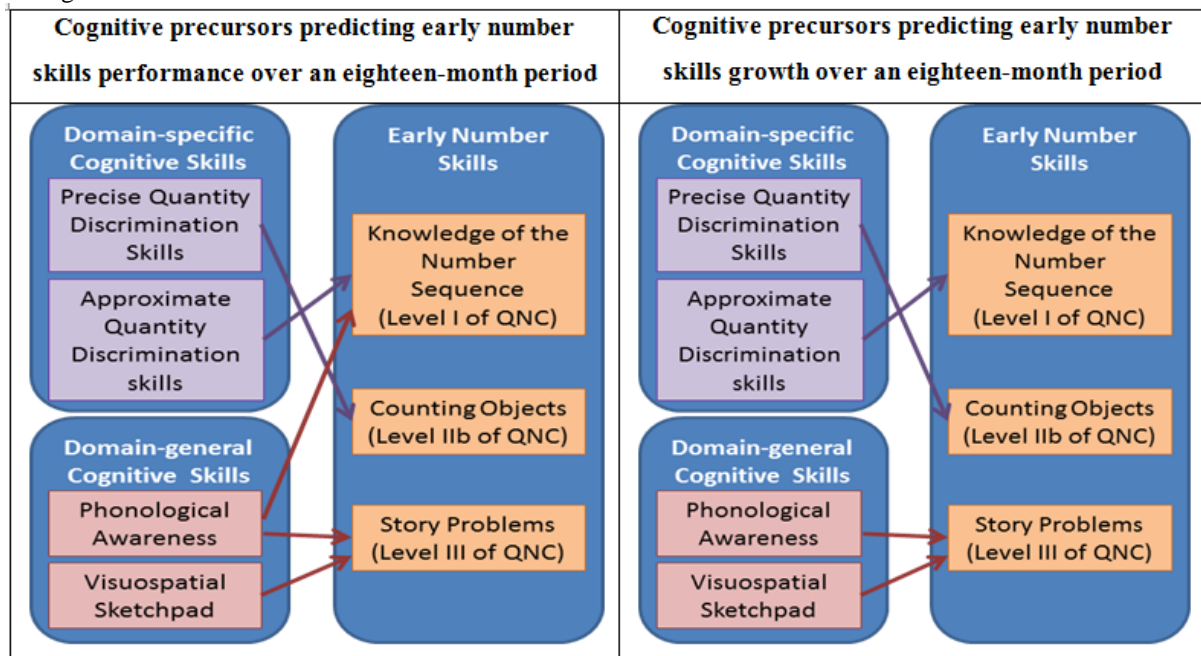 Cognitive precursors predicting early number
skills performance over an eighteen-month period
Domain-specific
Cognitive Skills
Precise Quantity
Discrimination
Skills
Approximate
Quantity
Discrimination
skills
Domain-general
Cognitive Skills
Phonological
Awareness
Visuospatial
Sketchpad
Early Number
Skills
Knowledge of the
Number
Sequence
(Level I of QNC)
Counting Objects
(Level IIb of QNC)
Story Problems
(Level III of QNC)
Cognitive precursors predicting early number
skills growth over an eighteen-month period
Domain-specific
Cognitive Skills
Precise Quantity
Discrimination
Skills
Approximate
Quantity
Discrimination
skills
Domain-general
Cognitive Skills
Phonological
Awareness
Visuospatial
Sketchpad
Early Number
Skills
Knowledge of the
Number
Sequence
(Level I of QNC)
Counting Objects
(Level IIb of QNC)
Story Problems
(Level III of QNC)